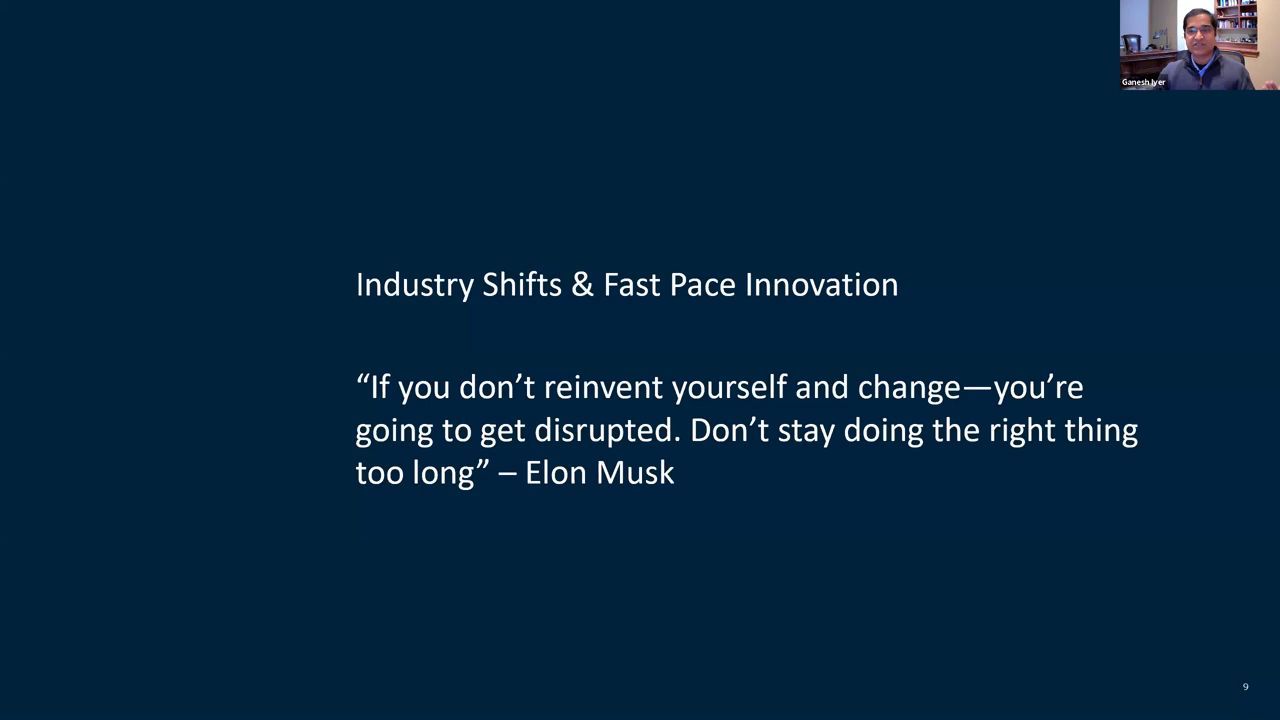 Ganesh Iyer
Industry Shifts & Fast Pace Innovation
“If you don’t reinvent yourself and change—you’re
going to get disrupted. Don’t stay doing the right thing
too long” – Elon Musk
9